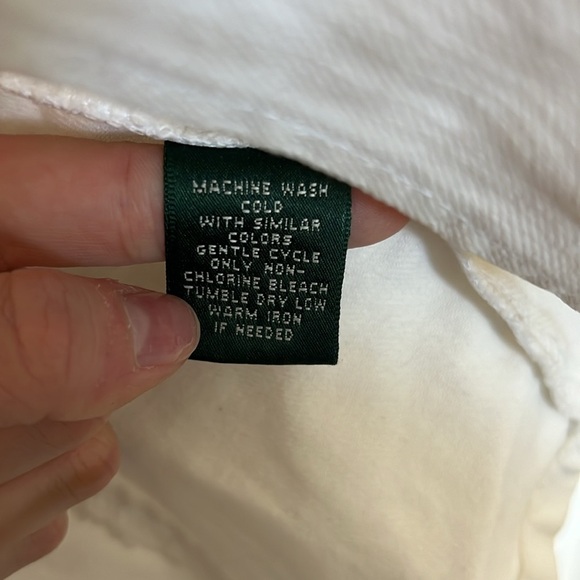 MACHINE WASH
COLD
WITH SIMILAR
COLORS
GENTLE CYCLE
ONLY NON-
CHLORINE BLEACH
TUMBLE DRY LOW
WARM IRON
IF NEEDED